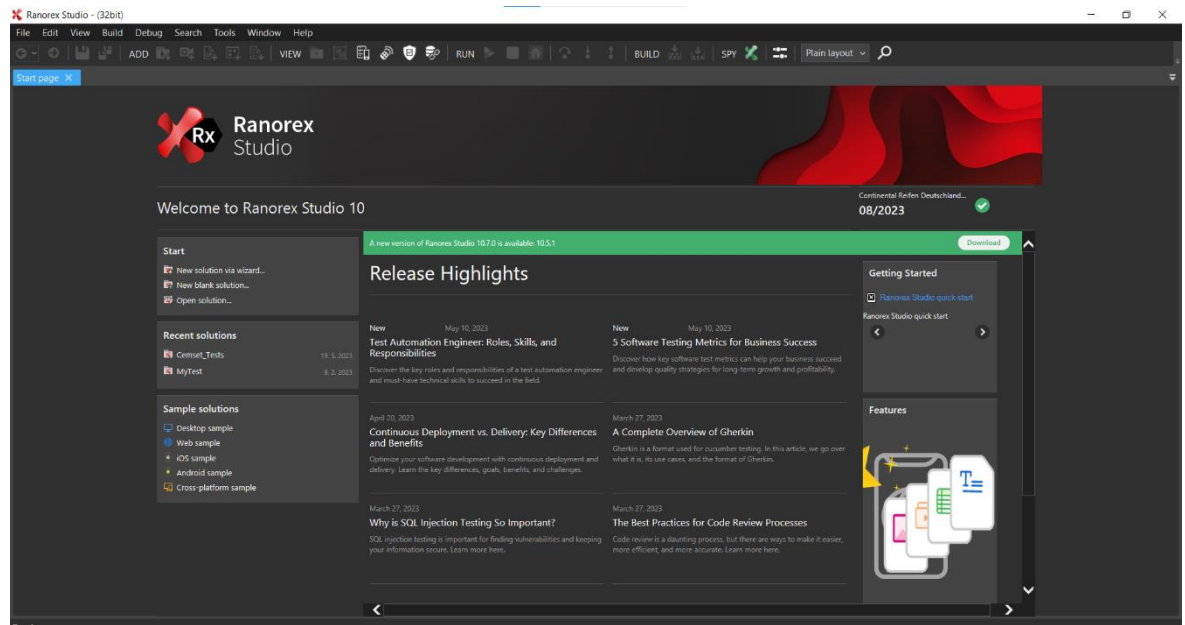 Ranorex Studio - (32bit)
File Edit View Build Debug Search Tools Window Help
ADD VIEW RUN BUILD SPY Plain layout
Start page
Rx
Ranorex
Studio
Welcome to Ranorex Studio 10
Continental Reifen Deutschland...
08/2023
Start
New solution via wizard...
New blank solution...
Open solution...
Recent solutions
Cemset_Tests 19. 5. 2023
MyTest 9. 2. 2023
Sample solutions
Desktop sample
Web sample
iOS sample
Android sample
Cross-platform sample
A new version of Ranorex Studio 10.7.0 is available: 10.5.1
Download
Release Highlights
New May 10, 2023
Test Automation Engineer: Roles, Skills, and
Responsibilities
Discover the key roles and responsibilities of a test automation engineer
and must-have technical skills to succeed in the field.
New May 10, 2023
5 Software Testing Metrics for Business Success
Discover how key software test metrics can help your business succeed
and develop quality strategies for long-term growth and profitability.
April 20, 2023
Continuous Deployment vs. Delivery: Key Differences
and Benefits
Optimize your software development with continuous deployment and
delivery. Learn the key differences, goals, benefits, and challenges.
March 27, 2023
A Complete Overview of Gherkin
Gherkin is a format used for cucumber testing. In this article, we go over
what it is, its use cases, and the format of Gherkin.
March 27, 2023
Why is SQL Injection Testing So Important?
SQL injection testing is important for finding vulnerabilities and keeping
your information secure. Learn more here.
March 27, 2023
The Best Practices for Code Review Processes
Code review is a daunting process, but there are ways to make it easier,
more efficient, and more accurate. Learn more here.
Getting Started
Ranorex Studio quick start
Ranorex Studio quick start
Features
T